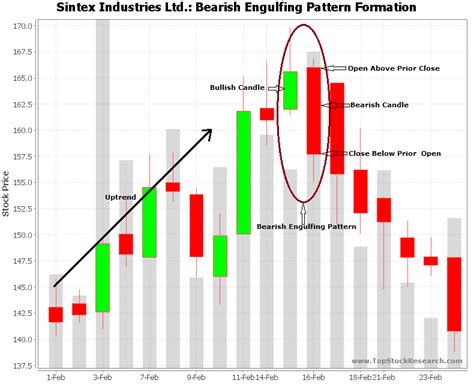 Sintex Industries Ltd.: Bearish Engulfing Pattern Formation
170.0
167.5
165.0
162.5
160.0
157.5
155.0
152.5
150.0
147.5
145.0
142.5
140.0
137.5
Stock Price
Open Above Prior Close
Bullish Candle
Bearish Candle
Close Below Prior Open
Uptrend
Bearish Engulfing Pattern
www.TopStockResearch.com
1-Feb 3-Feb 7-Feb 9-Feb 11-Feb 14-Feb 16-Feb 18-Feb 21-Feb 23-Feb